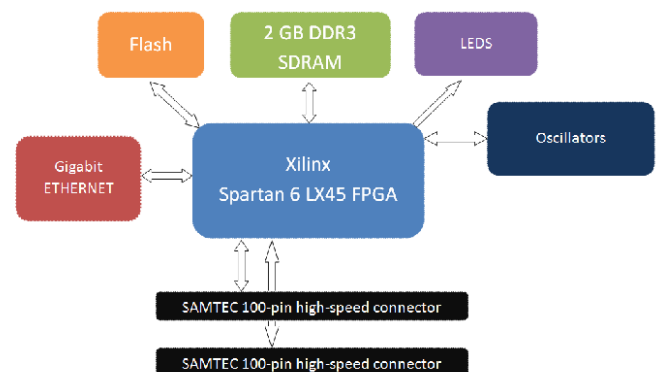 Flash
2 GB DDR3
SDRAM
LEDS
Gigabit
ETHERNET
Xilinx
Spartan 6 LX45 FPGA
Oscillators
SAMTEC 100-pin high-speed connector
SAMTEC 100-pin high-speed connector